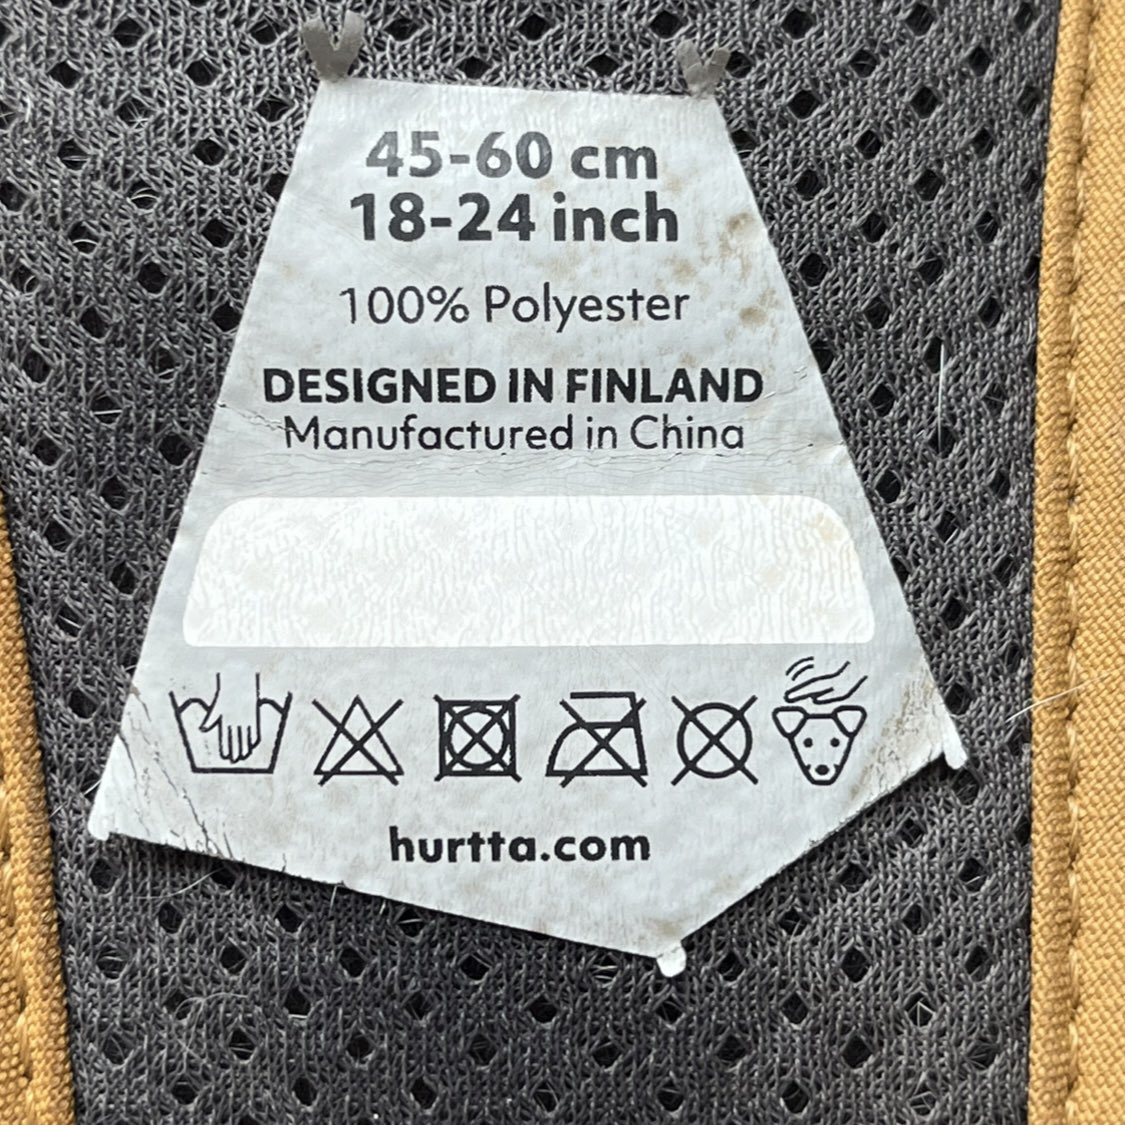 45-60 cm
18-24 inch
100% Polyester
DESIGNED IN FINLAND
Manufactured in China
hurtta.com